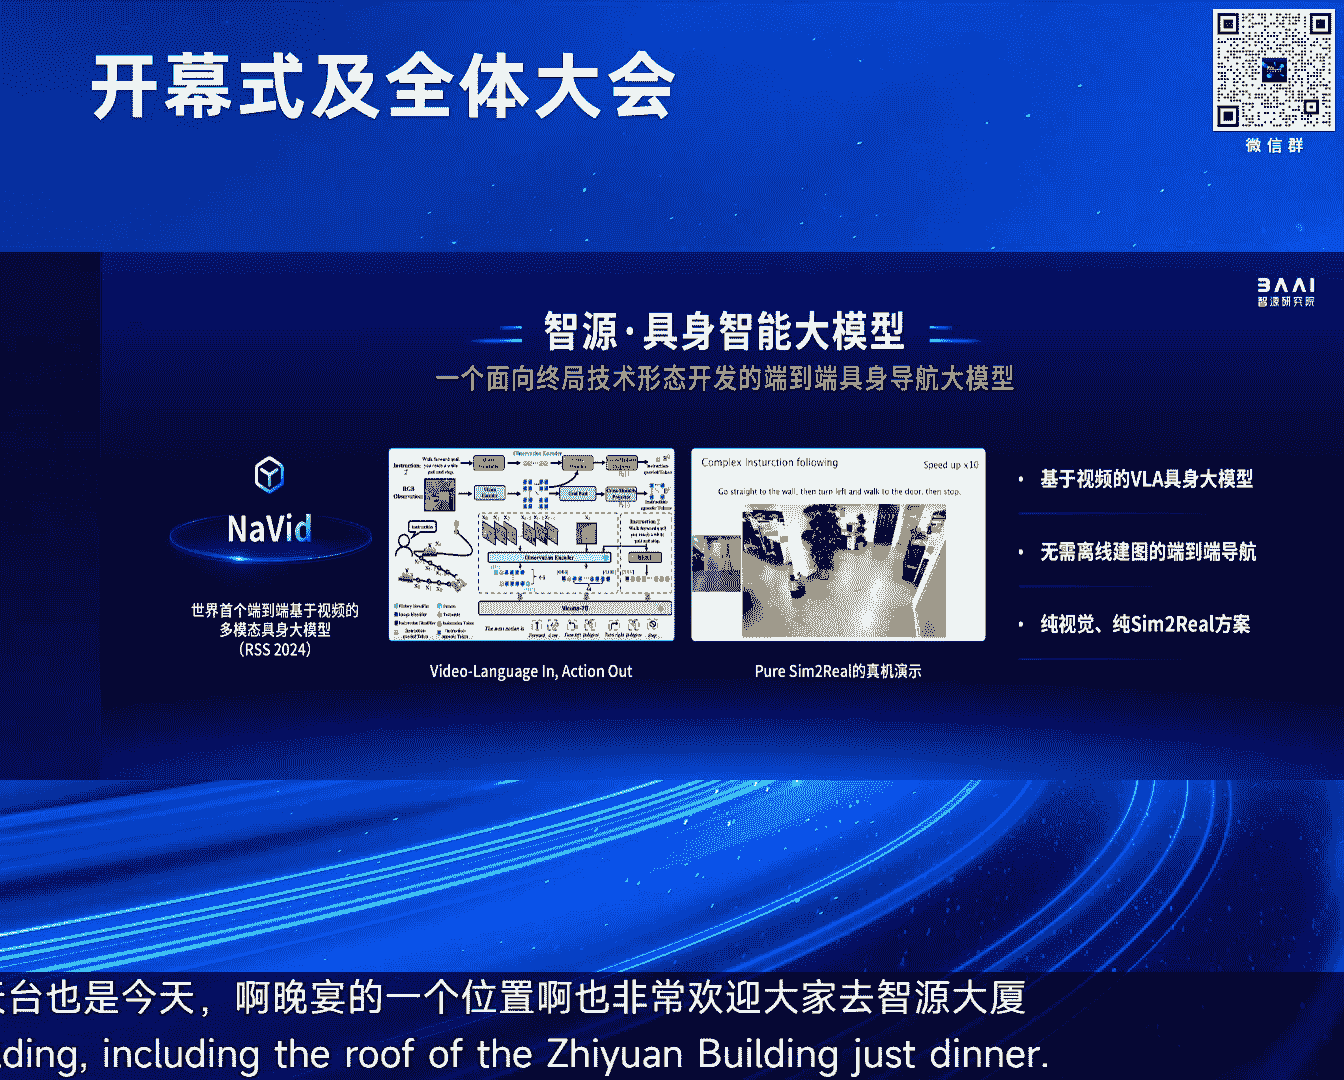 开幕式及全体大会
微信群
BAAI
智源研究院
智源·具身智能大模型
一个面向终局技术形态开发的端到端具身导航大模型
NaVid
世界首个端到端基于视频的
多模态具身大模型
（RSS 2024）
Observation Encoder
Observation Encoder
Vicuna-7B
The next action is
Video-Language In, Action Out
Complex Insturction following
Speed up x10
Go straight to the wall, then turn left and walk to the door, then stop.
Pure Sim2Real的真机演示
• 基于视频的VLA具身大模型
• 无需离线建图的端到端导航
• 纯视觉、纯Sim2Real方案
台也是今天，啊晚宴的一个位置啊也非常欢迎大家去智源大厦
lding, including the roof of the Zhiyuan Building just dinner.